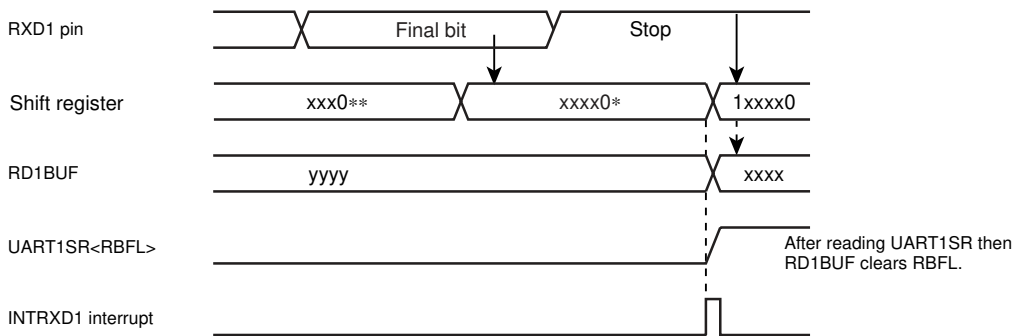 RXD1 pin
Final bit
Stop
Shift register
xxx0**
xxxx0*
1xxxx0
RD1BUF
yyyy
xxxx
UART1SR<RBFL>
After reading UART1SR then
RD1BUF clears RBFL.
INTRXD1 interrupt